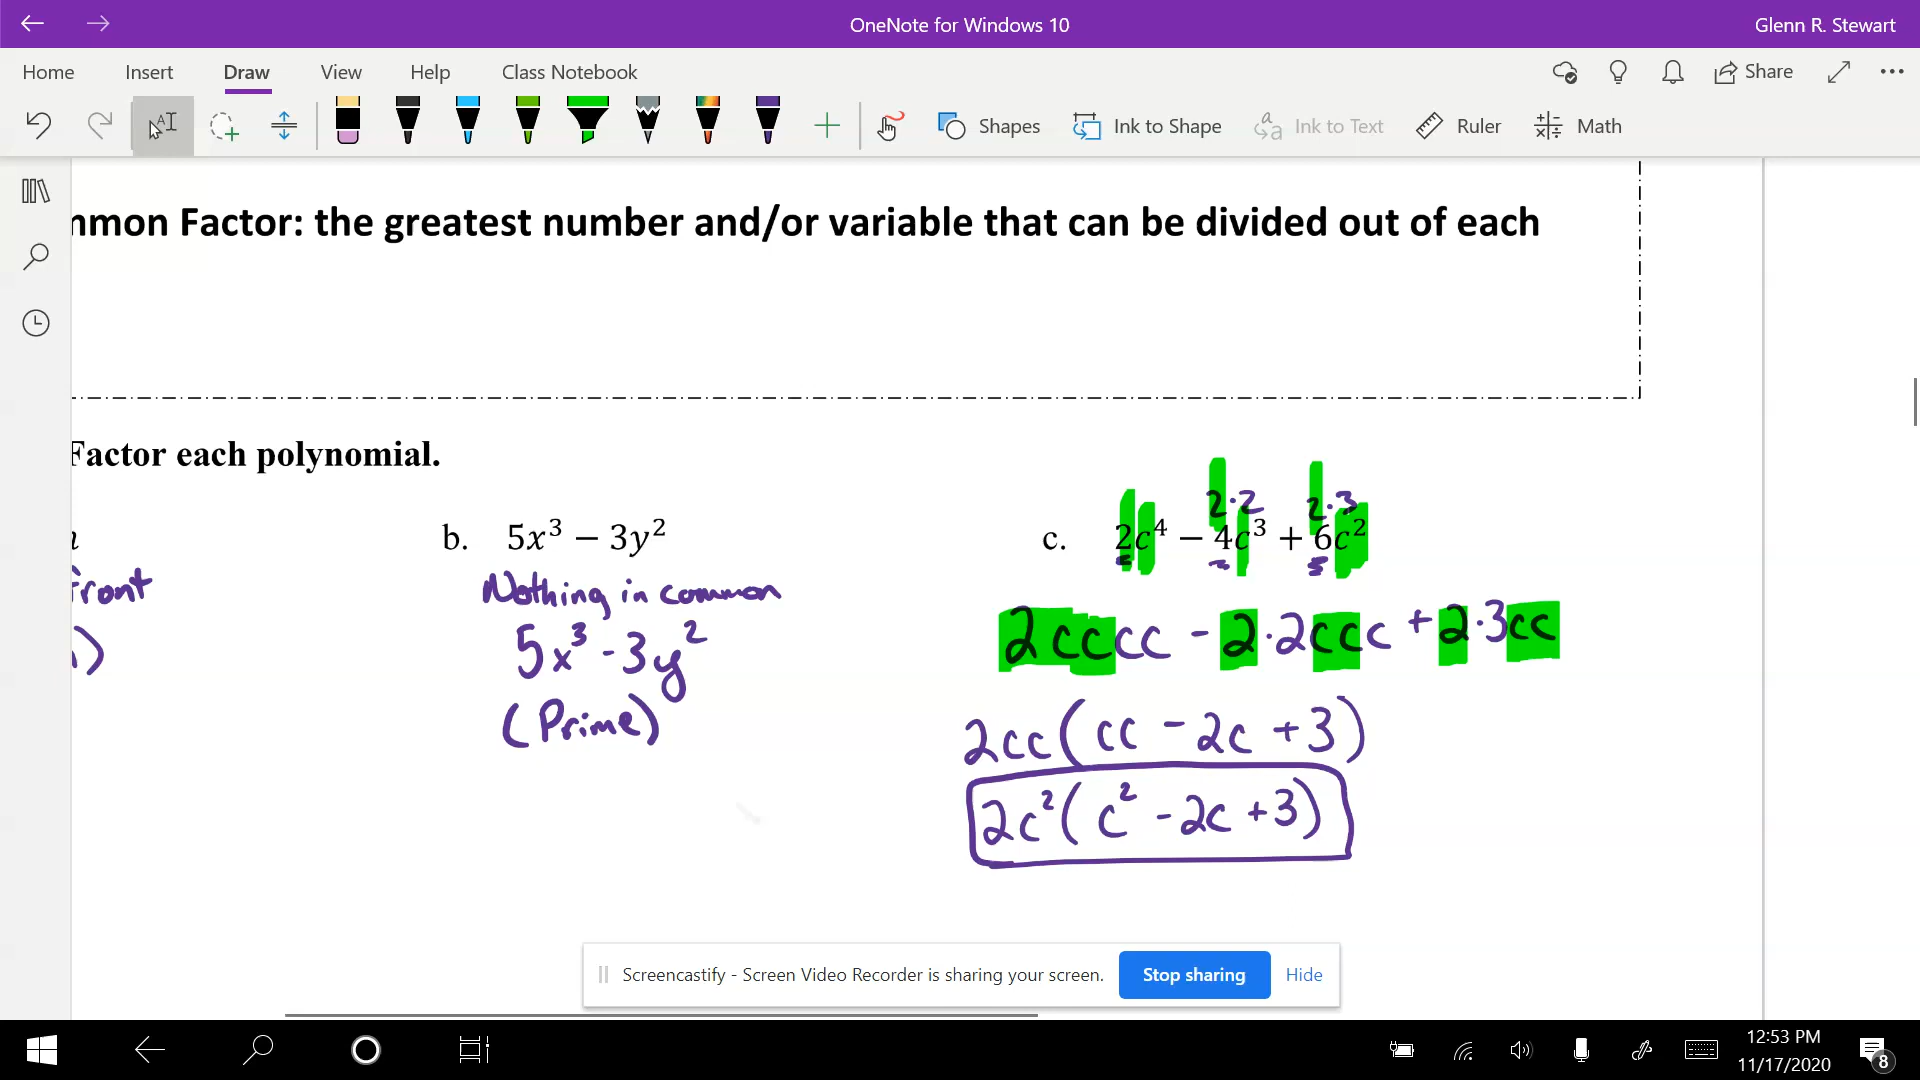 OneNote for Windows 10
Glenn R. Stewart
Home Insert Draw View Help Class Notebook
Share
Shapes Ink to Shape Ink to Text Ruler Math
mmon Factor: the greatest number and/or variable that can be divided out of each
Factor each polynomial.
b. 5x³ − 3y²
Nothing in common
5x³ - 3y²
(Prime)
front
)
2·2 2·3
c. 2c⁴ − 4c³ + 6c²
2cccc - 2·2ccc + 2·3cc
2cc(cc - 2c + 3)
2c²(c² - 2c + 3)
Screencastify - Screen Video Recorder is sharing your screen.
Stop sharing
Hide
12:53 PM
11/17/2020
8